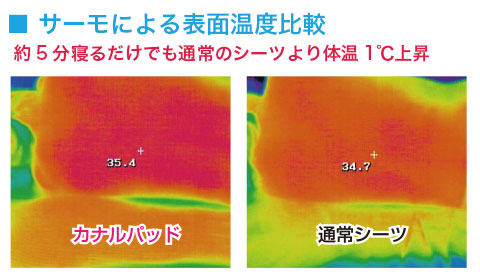 ■ サーモによる表面温度比較
約5分寝るだけでも通常のシーツより体温1℃上昇
35.4
34.7
カナルパッド
通常シーツ